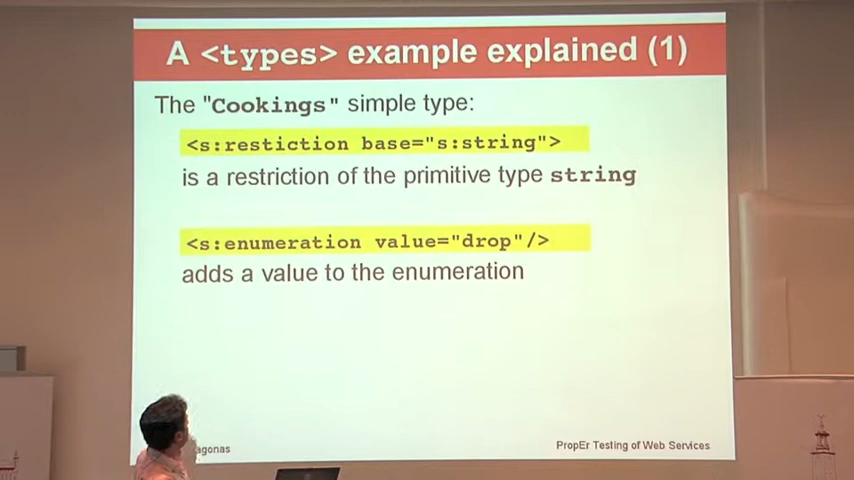 A <types> example explained (1)
The "Cookings" simple type:
<s:restiction base="s:string">
is a restriction of the primitive type string
<s:enumeration value="drop"/>
adds a value to the enumeration
agonas
PropEr Testing of Web Services